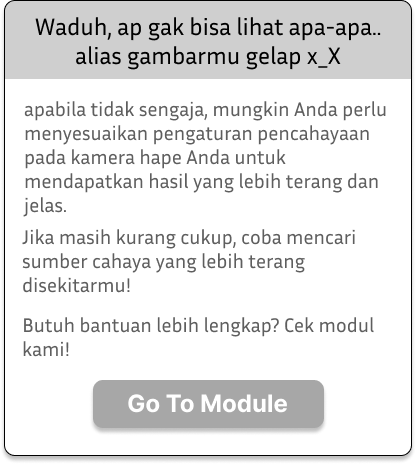 Waduh, ap gak bisa lihat apa-apa..
alias gambarmu gelap x_X
apabila tidak sengaja, mungkin Anda perlu
menyesuaikan pengaturan pencahayaan
pada kamera hape Anda untuk
mendapatkan hasil yang lebih terang dan
jelas.
Jika masih kurang cukup, coba mencari
sumber cahaya yang lebih terang
disekitarmu!
Butuh bantuan lebih lengkap? Cek modul
kami!
Go To Module